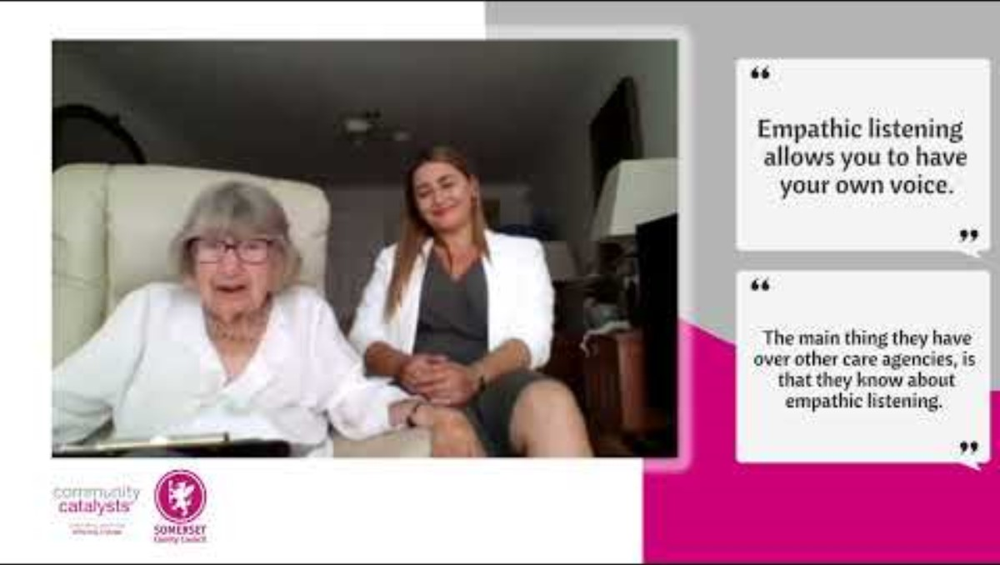 “
Empathic listening
allows you to have
your own voice.
”
“
The main thing they have
over other care agencies, is
that they know about
empathic listening.
”
community
catalysts
SOMERSET
County Council